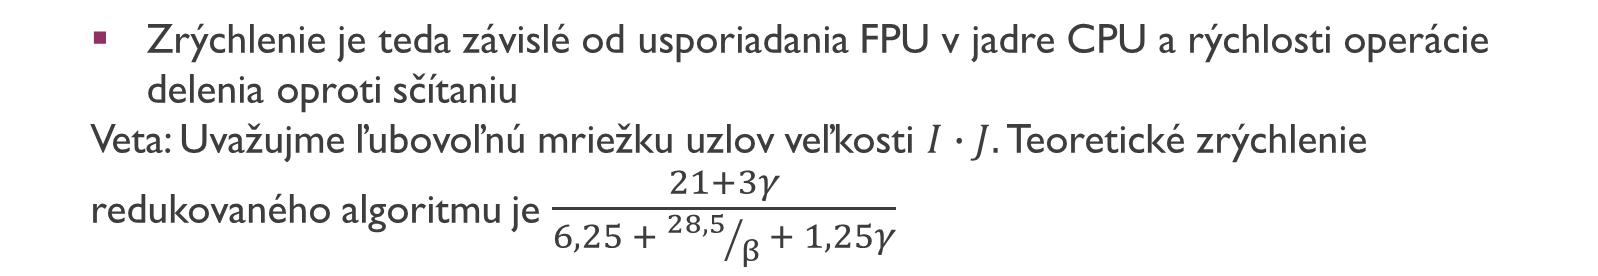 ▪ Zrýchlenie je teda závislé od usporiadania FPU v jadre CPU a rýchlosti operácie
delenia oproti sčítaniu
Veta: Uvažujme ľubovoľnú mriežku uzlov veľkosti I · J. Teoretické zrýchlenie
redukovaného algoritmu je (21+3γ)/(6,25 + 28,5/β + 1,25γ)